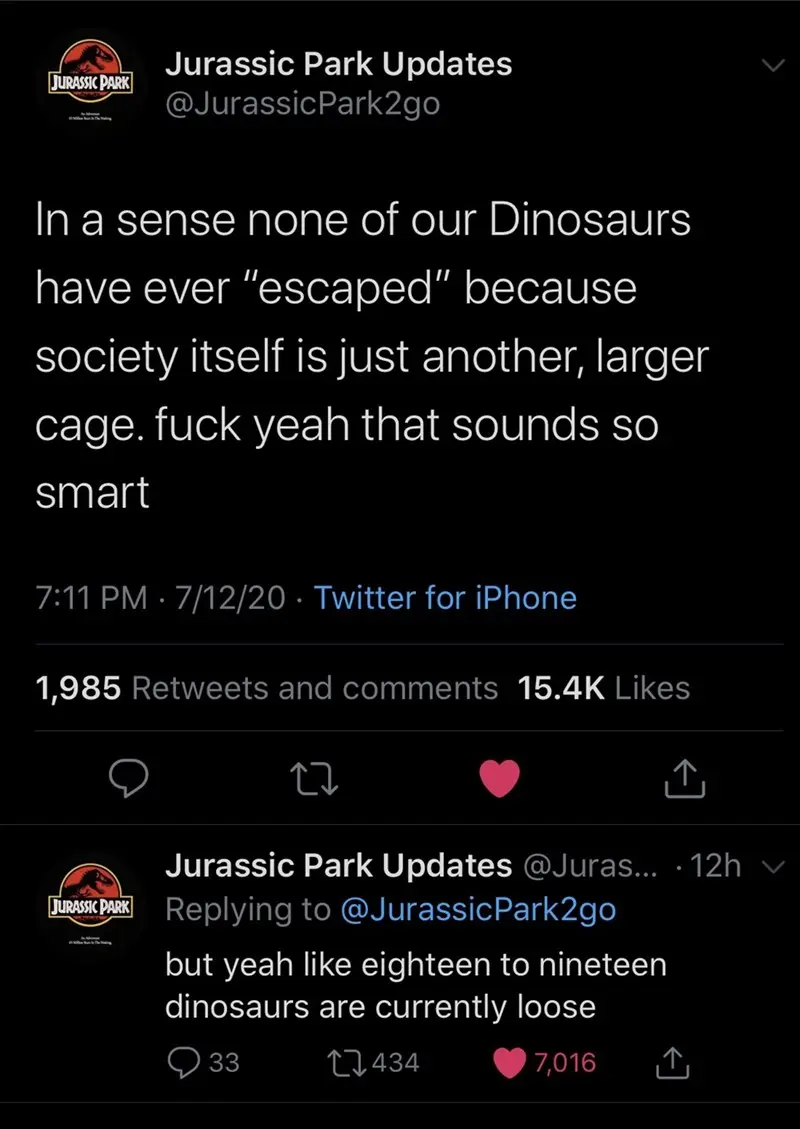 JURASSIC PARK
Jurassic Park Updates
@JurassicPark2go
In a sense none of our Dinosaurs
have ever “escaped” because
society itself is just another, larger
cage. fuck yeah that sounds so
smart
7:11 PM · 7/12/20 · Twitter for iPhone
1,985 Retweets and comments 15.4K Likes
JURASSIC PARK
Jurassic Park Updates @Juras... · 12h
Replying to @JurassicPark2go
but yeah like eighteen to nineteen
dinosaurs are currently loose
33 434 7,016